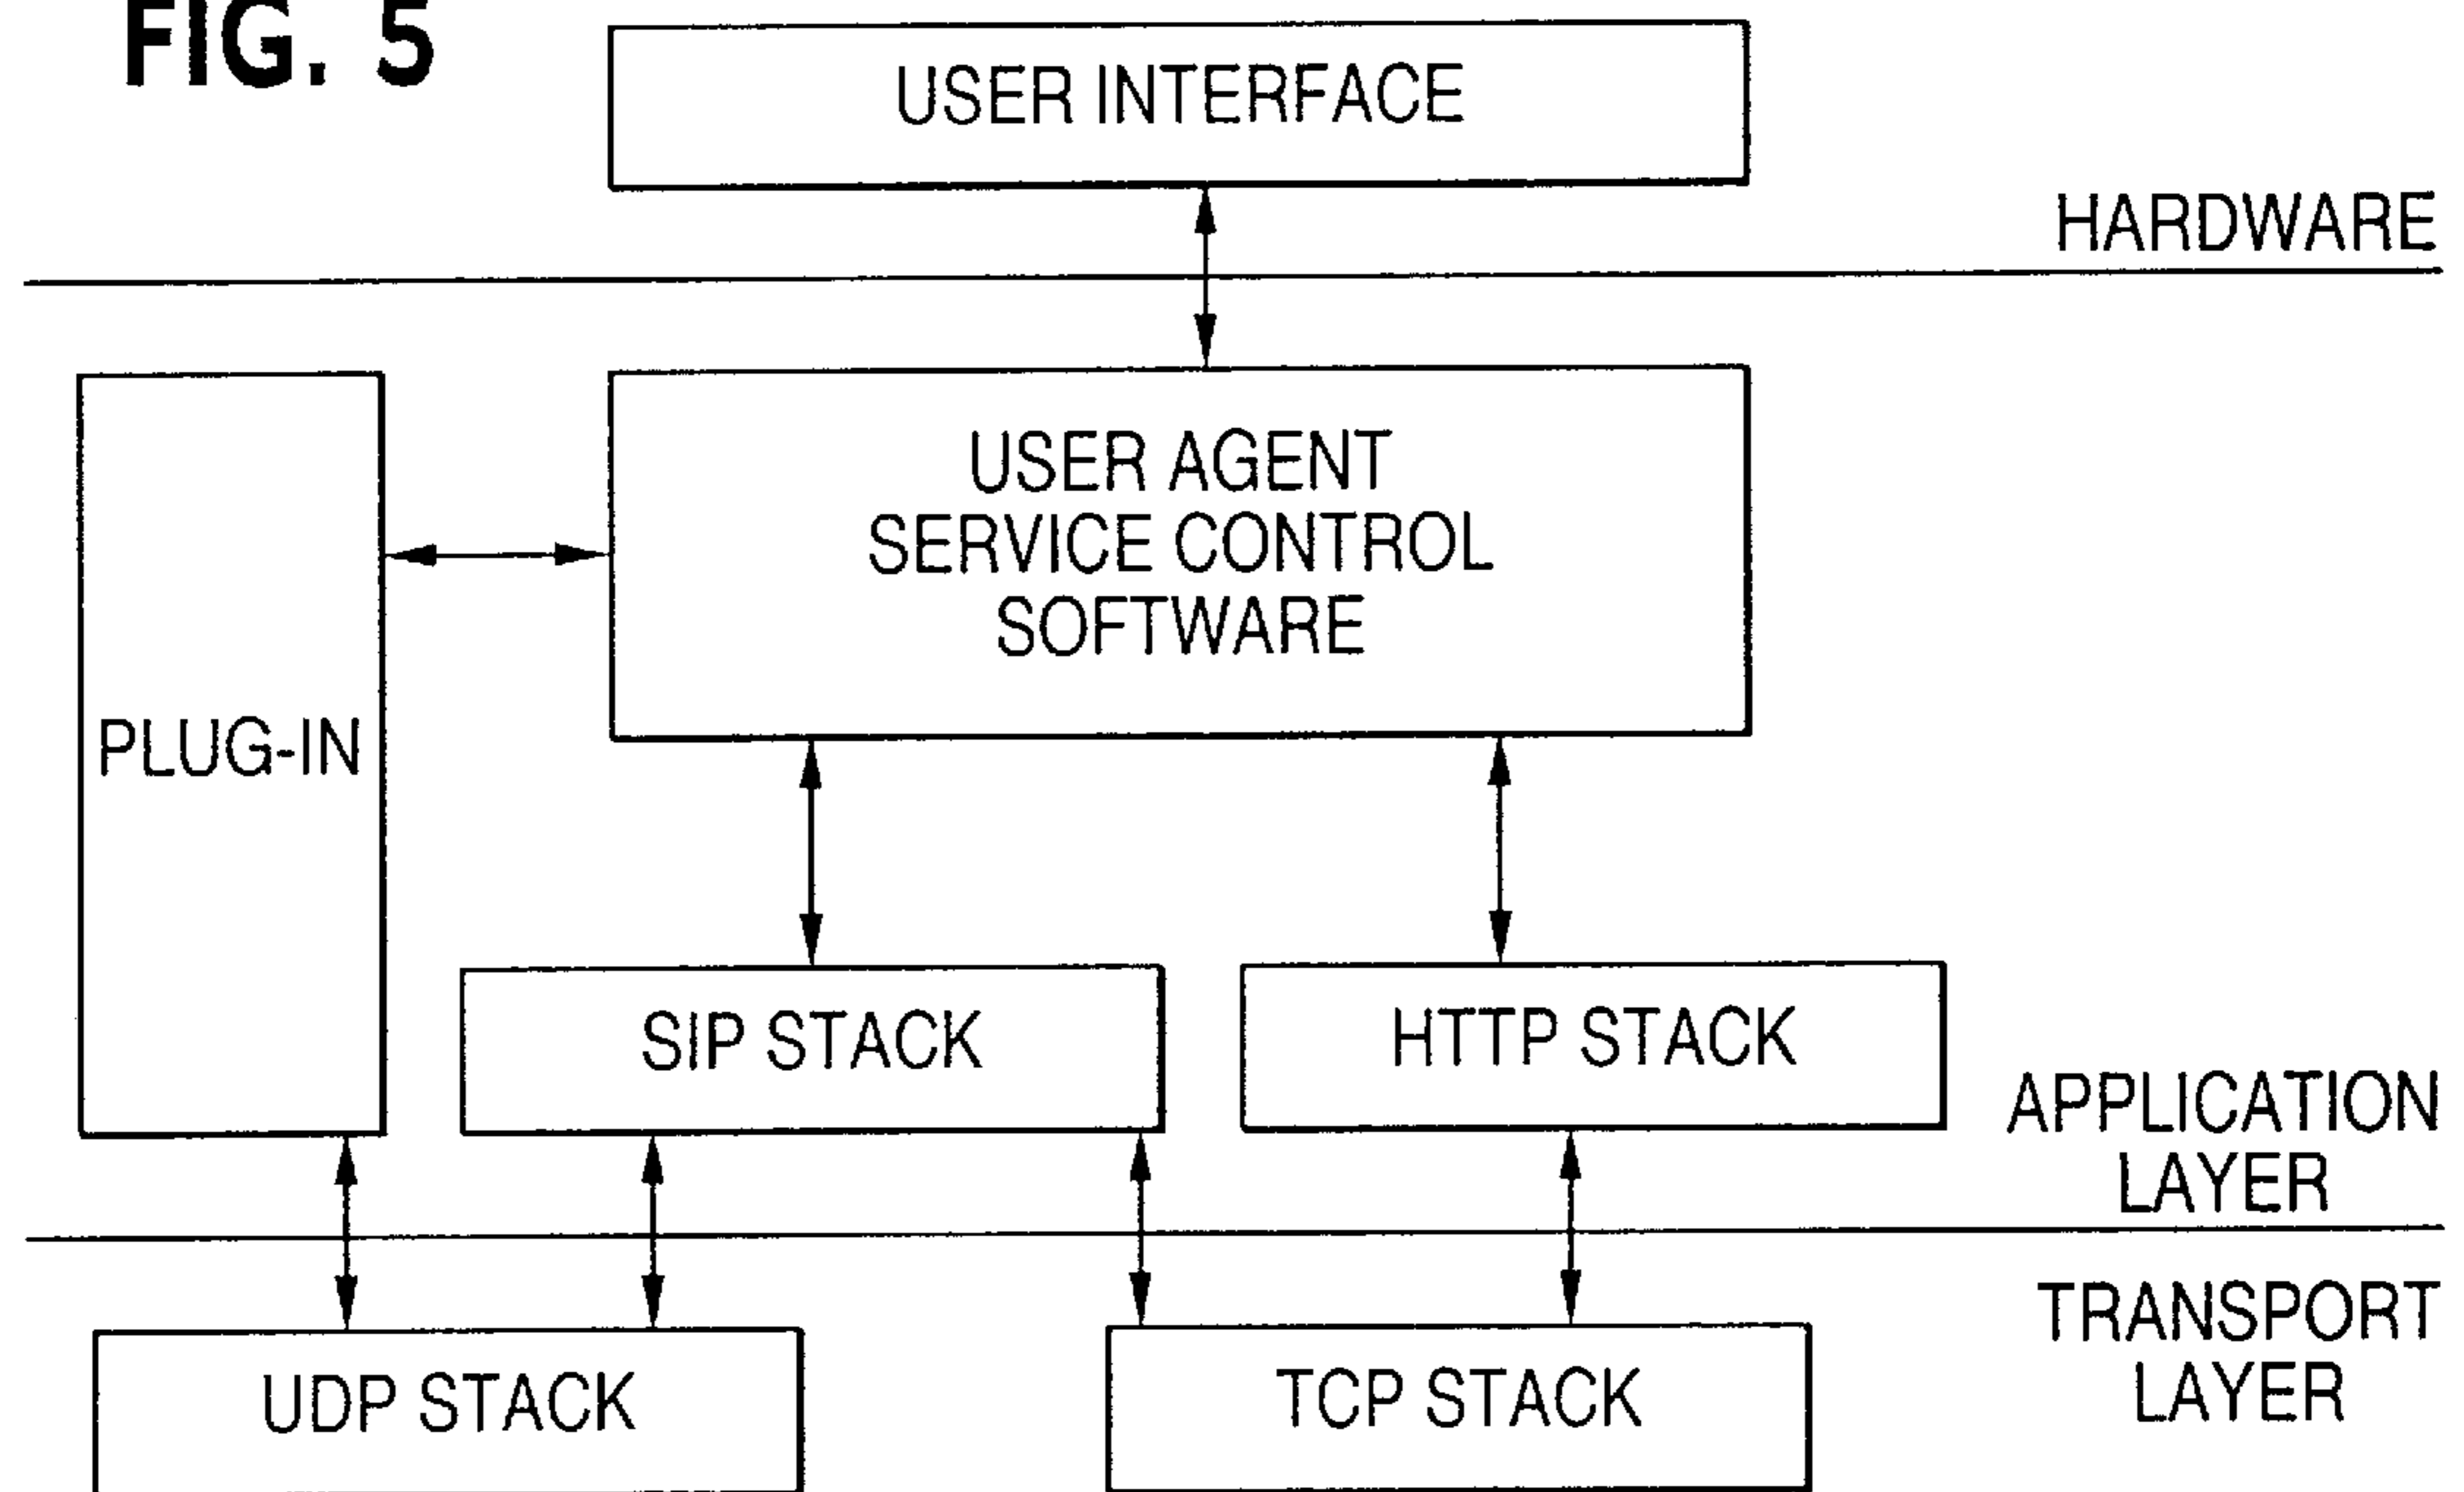 FIG. 5
USER INTERFACE
HARDWARE
USER AGENT
SERVICE CONTROL
SOFTWARE
PLUG-IN
SIP STACK
HTTP STACK
APPLICATION
LAYER
TRANSPORT
LAYER
UDP STACK
TCP STACK